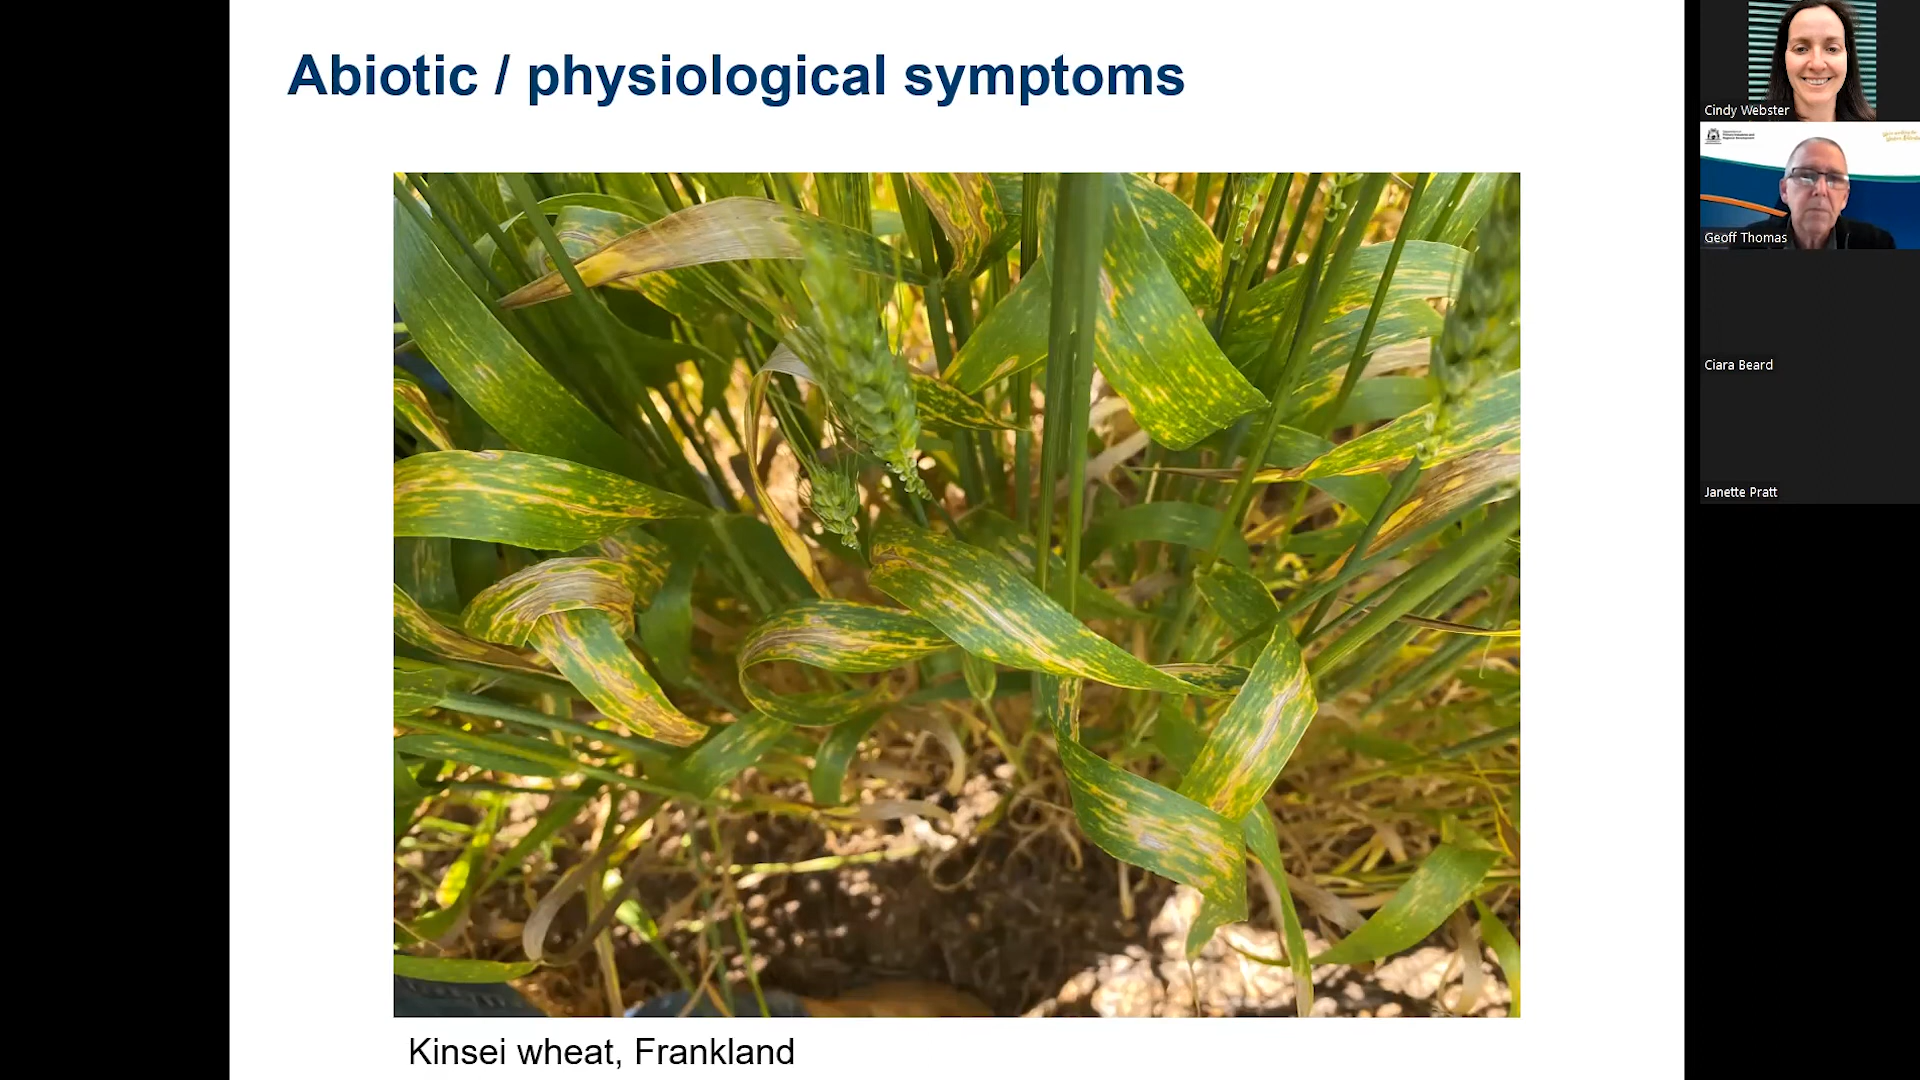 Abiotic / physiological symptoms
Kinsei wheat, Frankland
Cindy Webster
Geoff Thomas
Ciara Beard
Janette Pratt